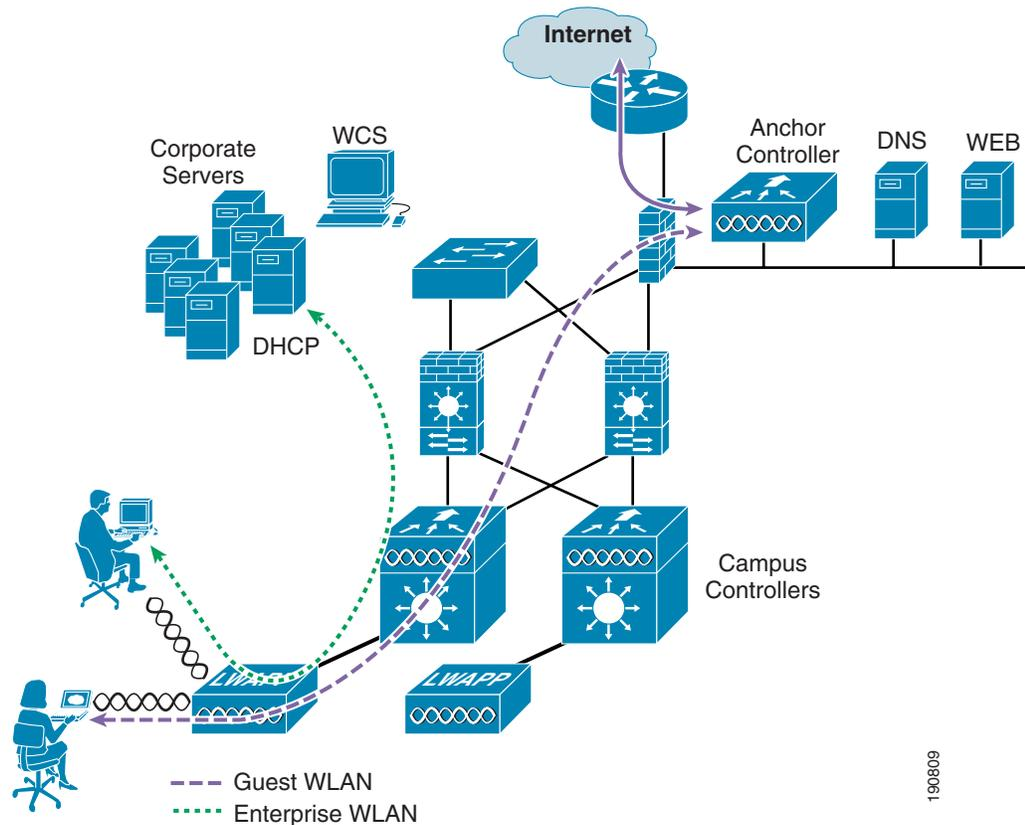 Internet
WCS
Corporate
Servers
Anchor
Controller
DNS
WEB
DHCP
Campus
Controllers
LWAPP
LWAPP
Guest WLAN
Enterprise WLAN
190809